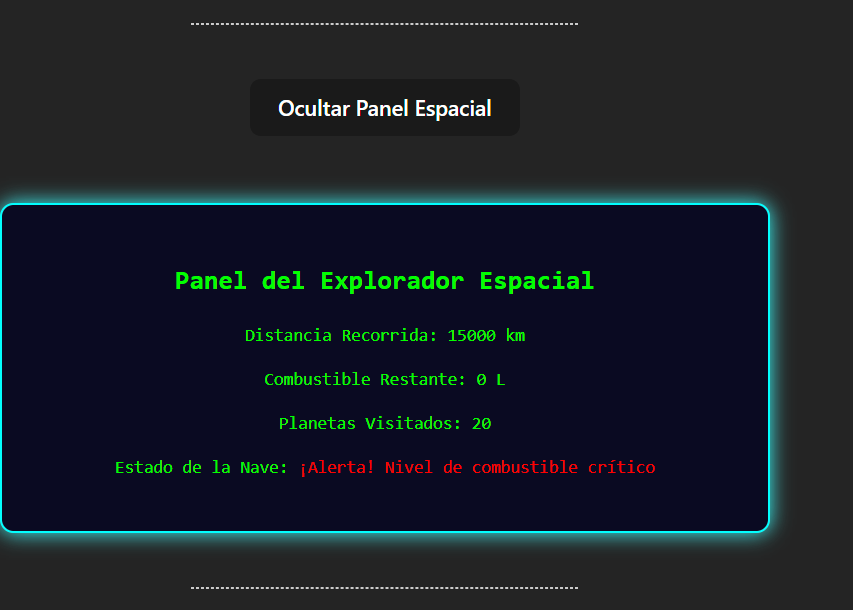 Ocultar Panel Espacial
Panel del Explorador Espacial
Distancia Recorrida: 15000 km
Combustible Restante: 0 L
Planetas Visitados: 20
Estado de la Nave: ¡Alerta! Nivel de combustible crítico